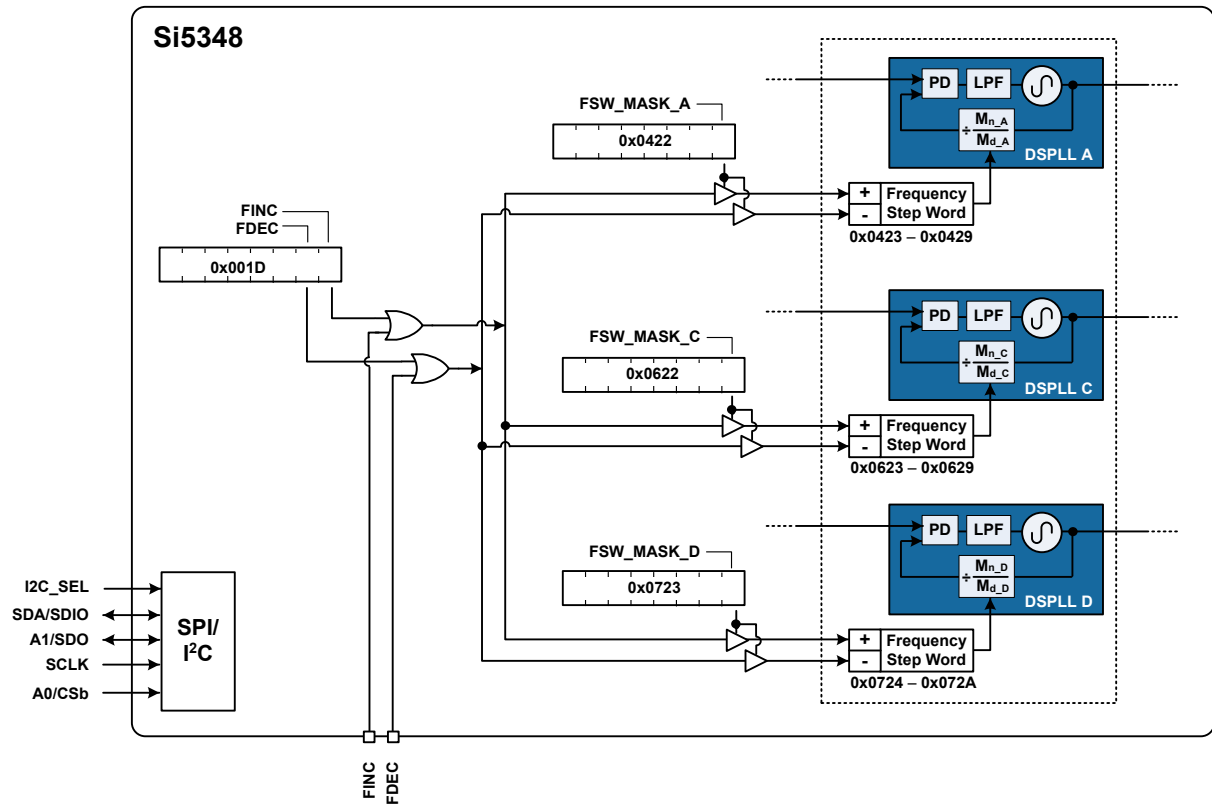 Si5348
PD
LPF
÷
Mn_A
Md_A
DSPLL A
FSW_MASK_A
0x0422
+
-
Frequency
Step Word
0x0423 – 0x0429
FINC
FDEC
0x001D
PD
LPF
÷
Mn_C
Md_C
DSPLL C
FSW_MASK_C
0x0622
+
-
Frequency
Step Word
0x0623 – 0x0629
PD
LPF
÷
Mn_D
Md_D
DSPLL D
FSW_MASK_D
0x0723
+
-
Frequency
Step Word
0x0724 – 0x072A
I2C_SEL
SDA/SDIO
A1/SDO
SCLK
A0/CSb
SPI/
I²C
FINC
FDEC